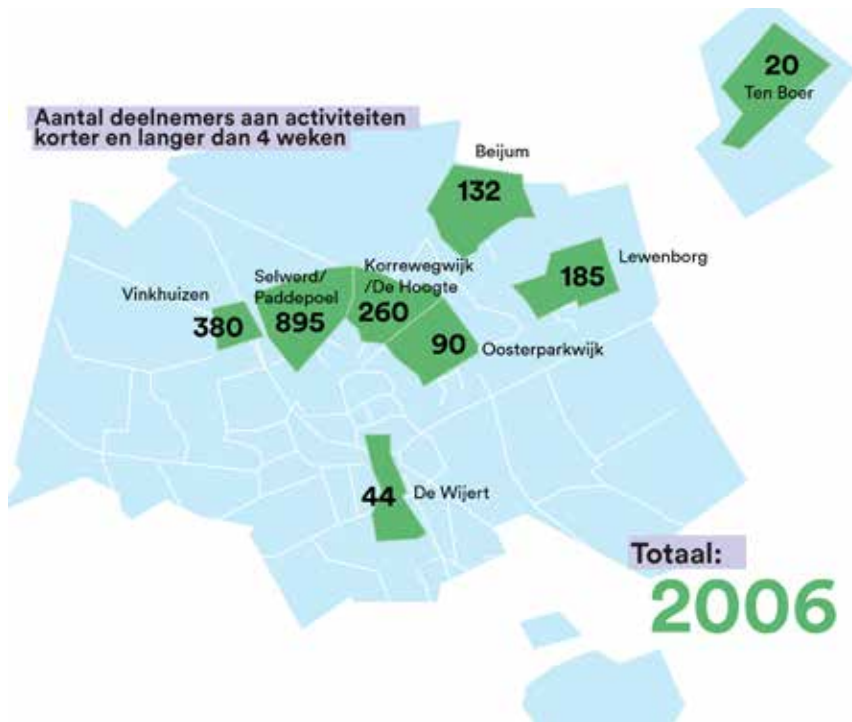 20
Ten Boer
Aantal deelnemers aan activiteiten
korter en langer dan 4 weken
Beijum
132
Lewenborg
185
Korrewegwijk
/De Hoogte
260
Selwerd/
Paddepoel
895
Vinkhuizen
380
90
Oosterparkwijk
44
De Wijert
Totaal:
2006